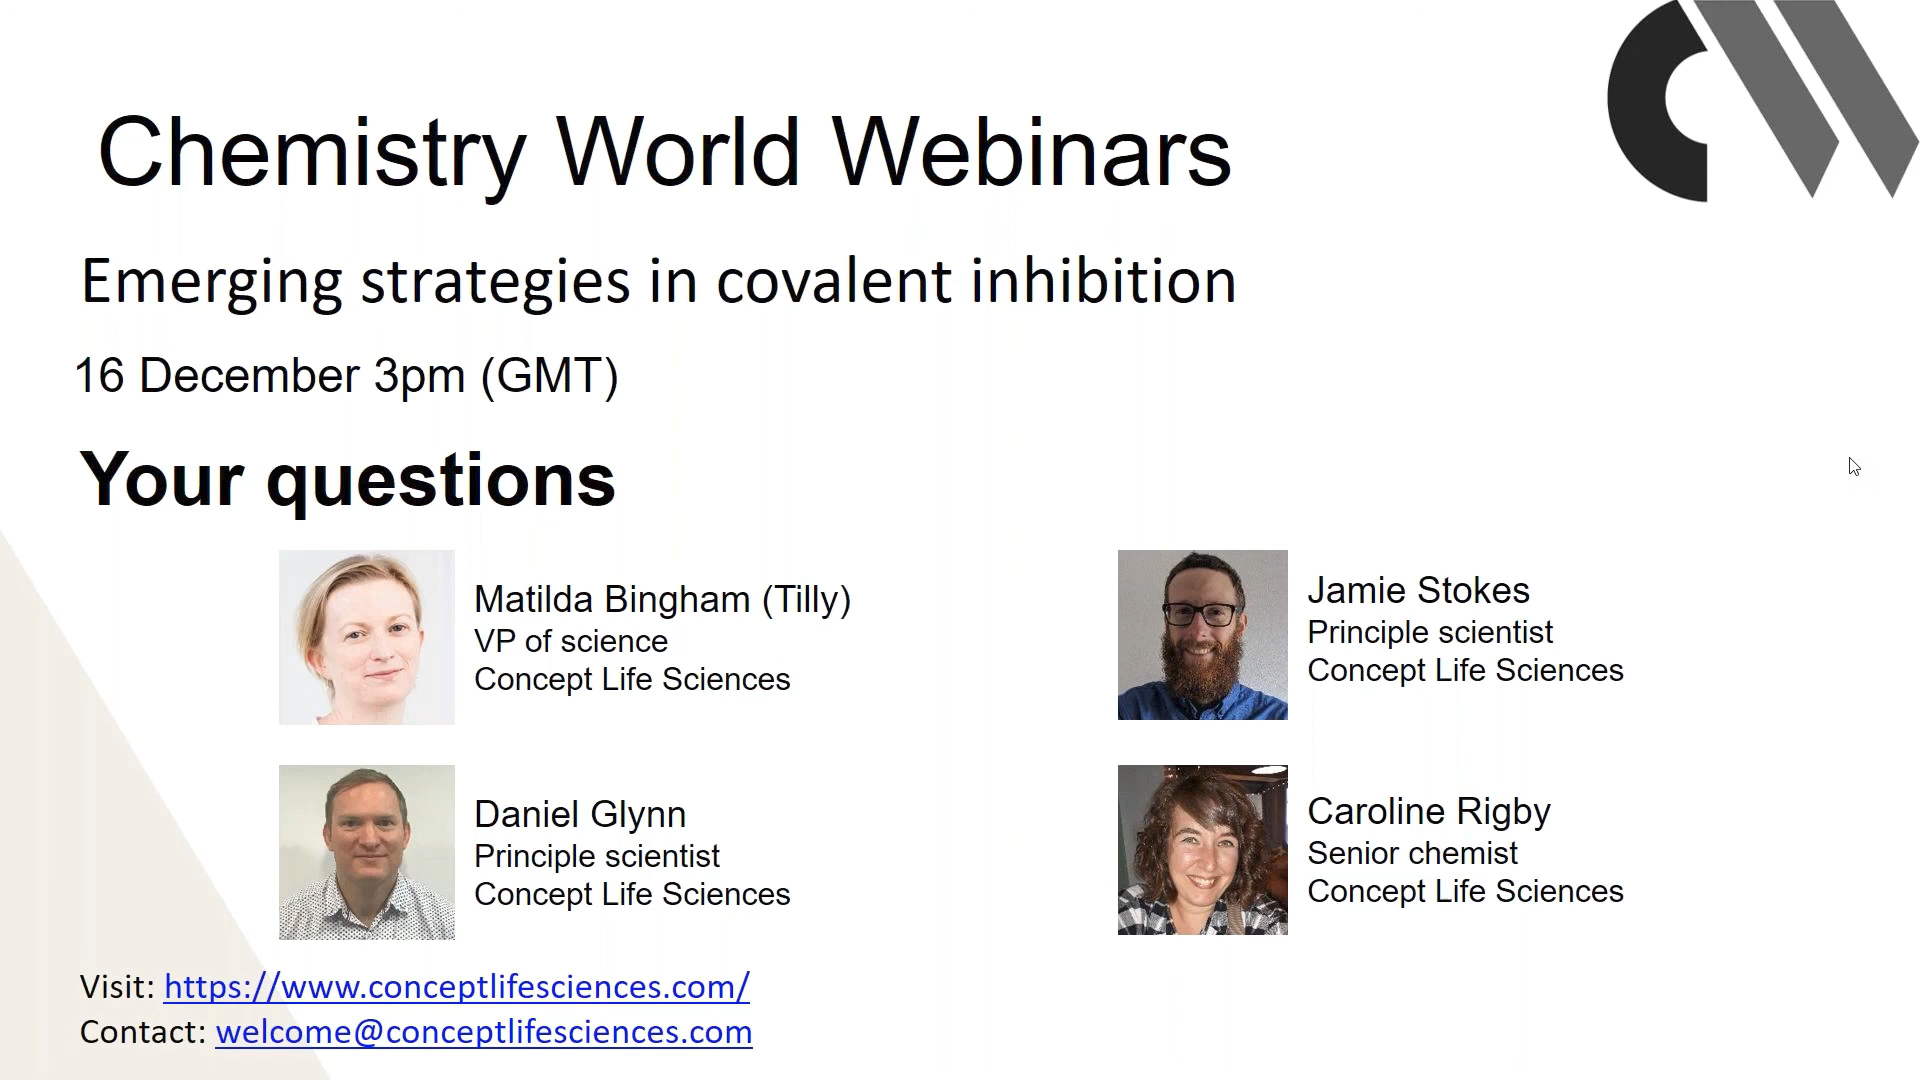 Chemistry World Webinars
Emerging strategies in covalent inhibition
16 December 3pm (GMT)
Your questions
Matilda Bingham (Tilly)
VP of science
Concept Life Sciences
Jamie Stokes
Principle scientist
Concept Life Sciences
Daniel Glynn
Principle scientist
Concept Life Sciences
Caroline Rigby
Senior chemist
Concept Life Sciences
Visit: https://www.conceptlifesciences.com/
Contact: welcome@conceptlifesciences.com